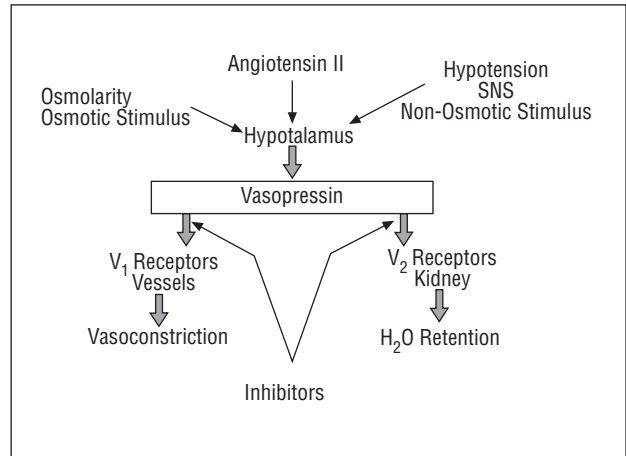 Angiotensin II
Hypotension
SNS
Non-Osmotic Stimulus
Osmolarity
Osmotic Stimulus
Hypotalamus
Vasopressin
V₁ Receptors
Vessels
V₂ Receptors
Kidney
Vasoconstriction
H₂O Retention
Inhibitors